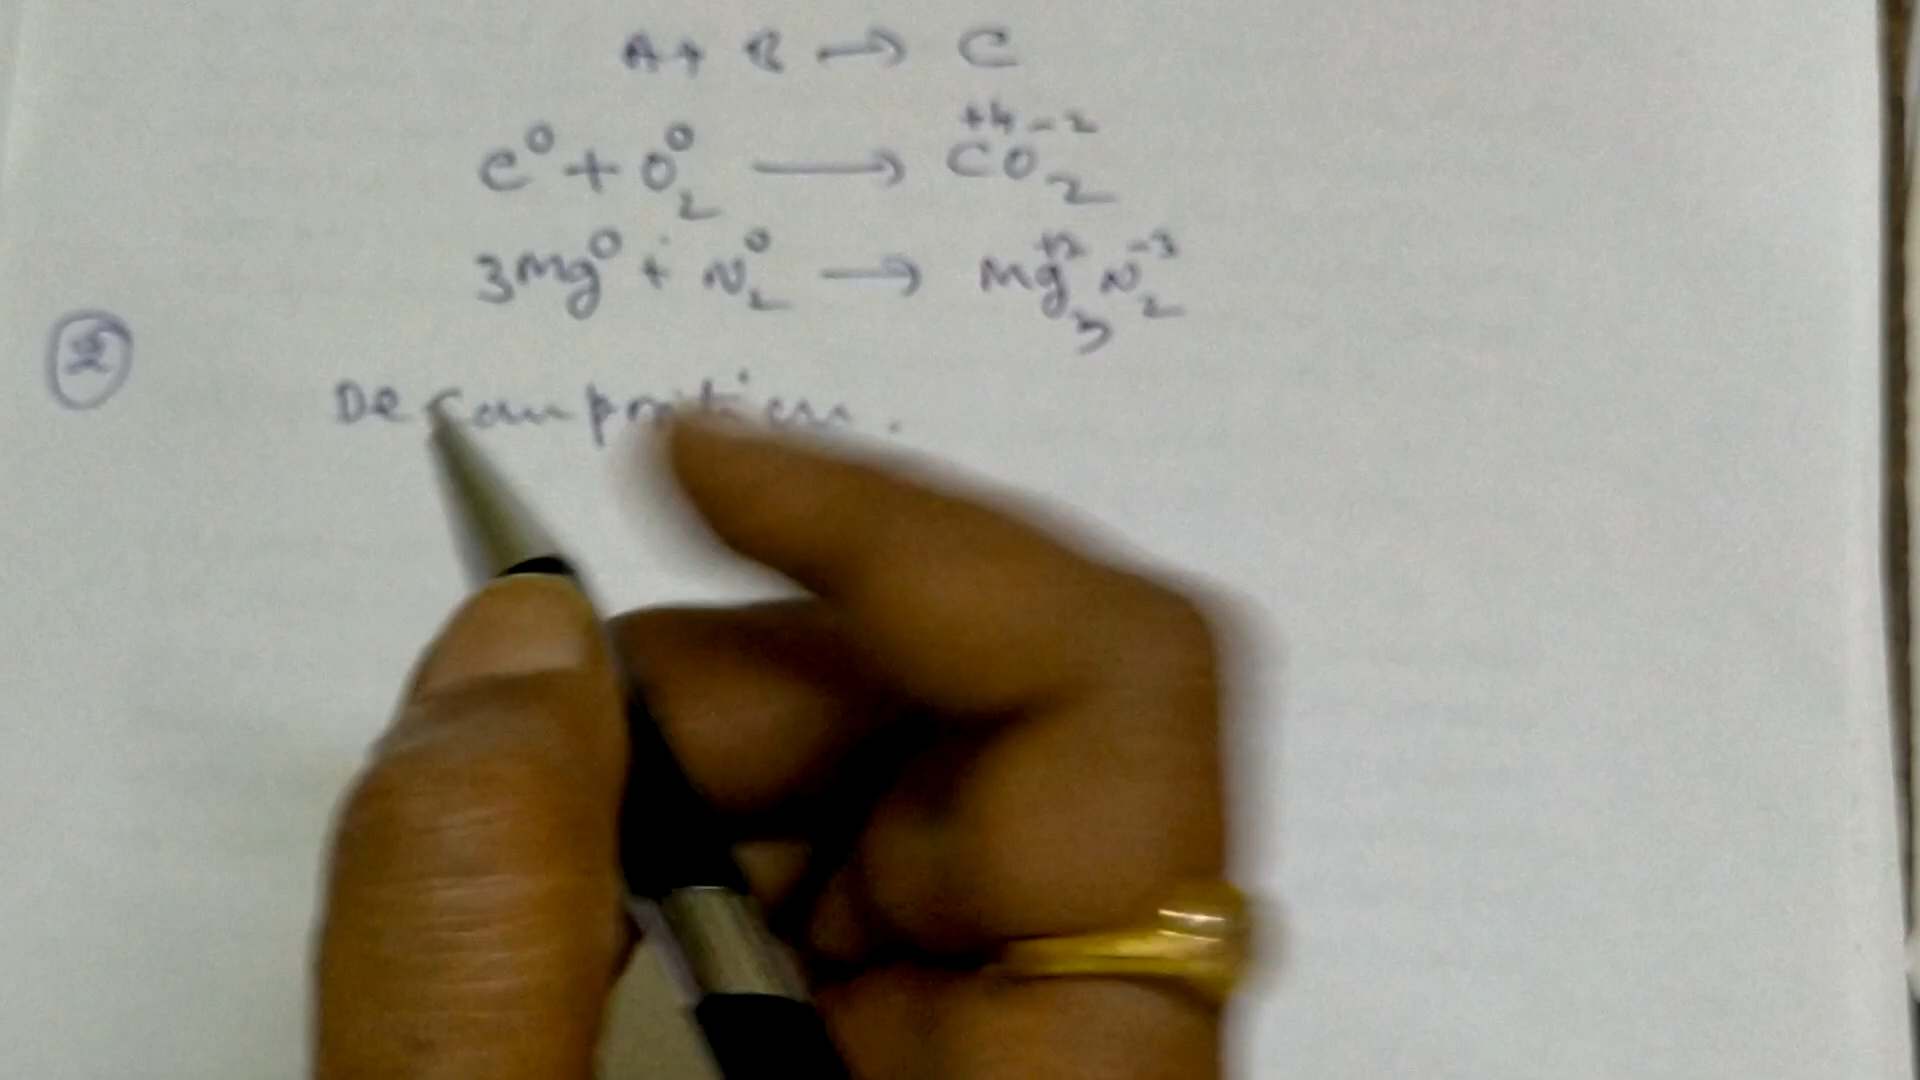 A + B → C
C⁰ + O₂⁰ → C⁺⁴O₂⁻²
3Mg⁰ + N₂⁰ → Mg₃⁺²N₂⁻³
②